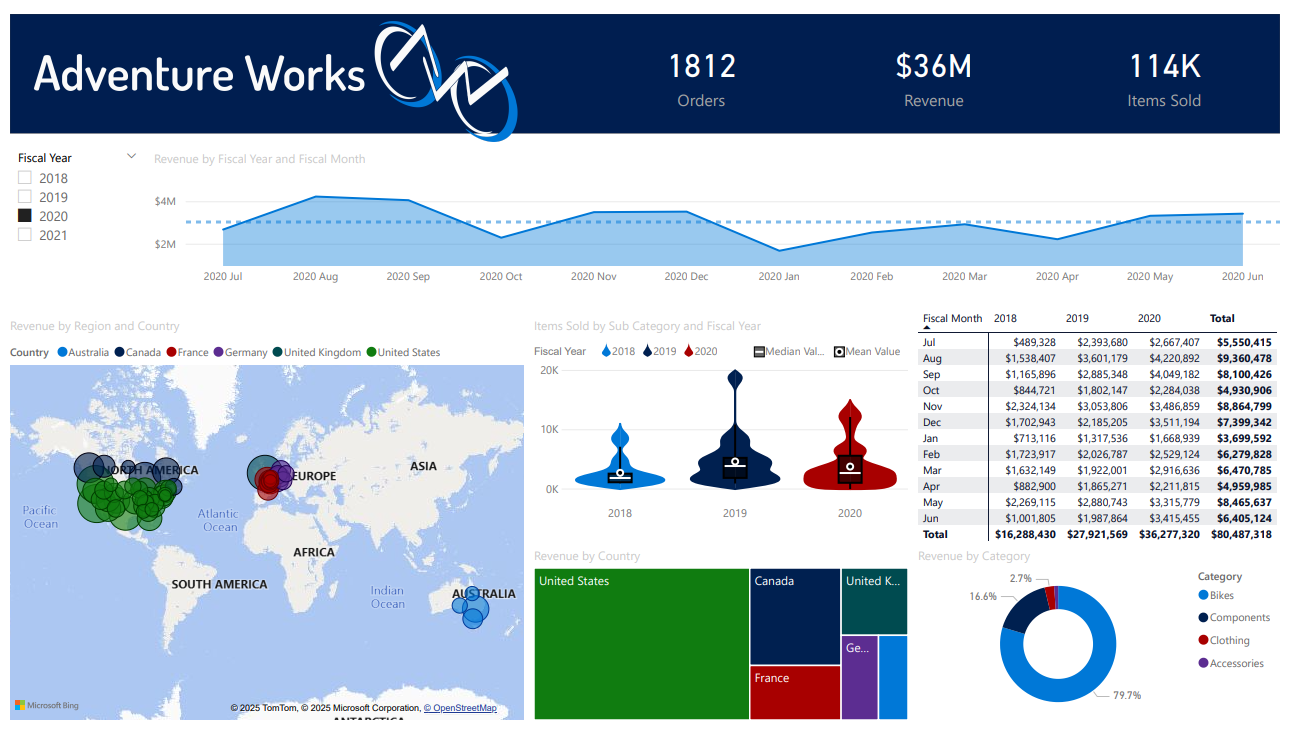 Adventure Works
1812
Orders
$36M
Revenue
114K
Items Sold
Fiscal Year
2018
2019
2020
2021
Revenue by Fiscal Year and Fiscal Month
$4M
$2M
2020 Jul 2020 Aug 2020 Sep 2020 Oct 2020 Nov 2020 Dec 2020 Jan 2020 Feb 2020 Mar 2020 Apr 2020 May 2020 Jun
Revenue by Region and Country
Country Australia Canada France Germany United Kingdom United States
NORTH AMERICA
EUROPE
ASIA
Pacific
Ocean
Atlantic
Ocean
AFRICA
SOUTH AMERICA
Indian
Ocean
AUSTRALIA
Microsoft Bing
© 2025 TomTom, © 2025 Microsoft Corporation, © OpenStreetMap
ANTARCTICA
Items Sold by Sub Category and Fiscal Year
Fiscal Year 2018 2019 2020 Median Val... Mean Value
20K
10K
0K
2018 2019 2020
Revenue by Country
United States
Canada
United K...
France
Ge...
Fiscal Month 2018 2019 2020 Total
Jul $489,328 $2,393,680 $2,667,407 $5,550,415
Aug $1,538,407 $3,601,179 $4,220,892 $9,360,478
Sep $1,165,896 $2,885,348 $4,049,182 $8,100,426
Oct $844,721 $1,802,147 $2,284,038 $4,930,906
Nov $2,324,134 $3,053,806 $3,486,859 $8,864,799
Dec $1,702,943 $2,185,205 $3,511,194 $7,399,342
Jan $713,116 $1,317,536 $1,668,939 $3,699,592
Feb $1,723,917 $2,026,787 $2,529,124 $6,279,828
Mar $1,632,149 $1,922,001 $2,916,636 $6,470,785
Apr $882,900 $1,865,271 $2,211,815 $4,959,985
May $2,269,115 $2,880,743 $3,315,779 $8,465,637
Jun $1,001,805 $1,987,864 $3,415,455 $6,405,124
Total $16,288,430 $27,921,569 $36,277,320 $80,487,318
Revenue by Category
2.7%
16.6%
79.7%
Category
Bikes
Components
Clothing
Accessories